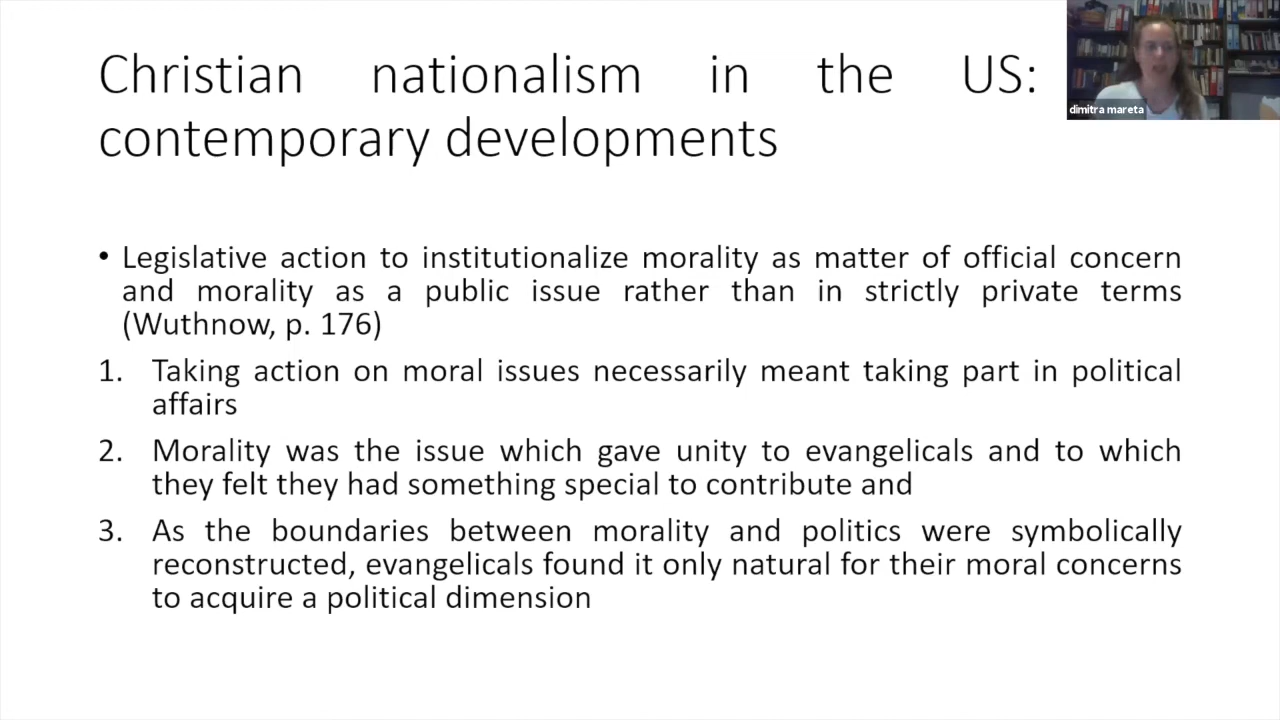 Christian nationalism in the US:
contemporary developments
dimitra mareta
• Legislative action to institutionalize morality as matter of official concern
and morality as a public issue rather than in strictly private terms
(Wuthnow, p. 176)
1. Taking action on moral issues necessarily meant taking part in political
affairs
2. Morality was the issue which gave unity to evangelicals and to which
they felt they had something special to contribute and
3. As the boundaries between morality and politics were symbolically
reconstructed, evangelicals found it only natural for their moral concerns
to acquire a political dimension